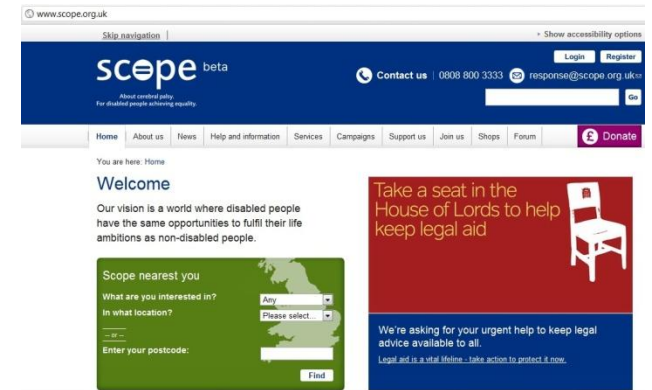 www.scope.org.uk
Skip navigation
Show accessibility options
Login Register
scope beta
Contact us 0808 800 3333 response@scope.org.uk
About cerebral palsy.
For disabled people achieving equality.
Go
Home About us News Help and information Services Campaigns Support us Join us Shops Forum £ Donate
You are here: Home
Welcome
Our vision is a world where disabled people
have the same opportunities to fulfil their life
ambitions as non-disabled people.
Take a seat in the
House of Lords to help
keep legal aid
Scope nearest you
What are you interested in? Any
In what location? Please select...
-- or --
Enter your postcode:
Find
We're asking for your urgent help to keep legal
advice available to all.
Legal aid is a vital lifeline - take action to protect it now.